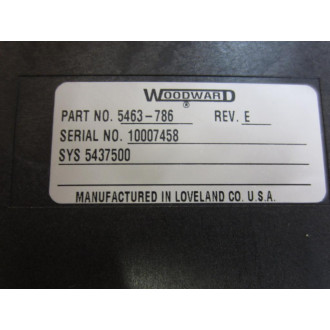 WOODWARD
®
PART NO. 5463-786 REV. E
SERIAL NO. 10007458
SYS 5437500
MANUFACTURED IN LOVELAND CO. U.S.A.